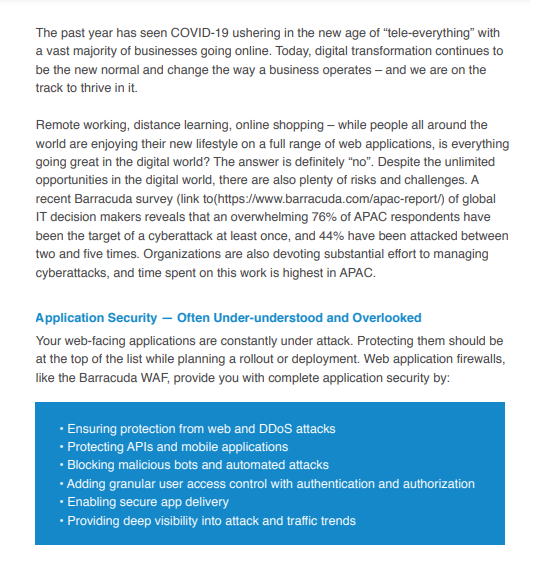 The past year has seen COVID-19 ushering in the new age of “tele-everything” with
a vast majority of businesses going online. Today, digital transformation continues to
be the new normal and change the way a business operates – and we are on the
track to thrive in it.
Remote working, distance learning, online shopping – while people all around the
world are enjoying their new lifestyle on a full range of web applications, is everything
going great in the digital world? The answer is definitely “no”. Despite the unlimited
opportunities in the digital world, there are also plenty of risks and challenges. A
recent Barracuda survey (link to(https://www.barracuda.com/apac-report/) of global
IT decision makers reveals that an overwhelming 76% of APAC respondents have
been the target of a cyberattack at least once, and 44% have been attacked between
two and five times. Organizations are also devoting substantial effort to managing
cyberattacks, and time spent on this work is highest in APAC.
Application Security — Often Under-understood and Overlooked
Your web-facing applications are constantly under attack. Protecting them should be
at the top of the list while planning a rollout or deployment. Web application firewalls,
like the Barracuda WAF, provide you with complete application security by:
• Ensuring protection from web and DDoS attacks
• Protecting APIs and mobile applications
• Blocking malicious bots and automated attacks
• Adding granular user access control with authentication and authorization
• Enabling secure app delivery
• Providing deep visibility into attack and traffic trends